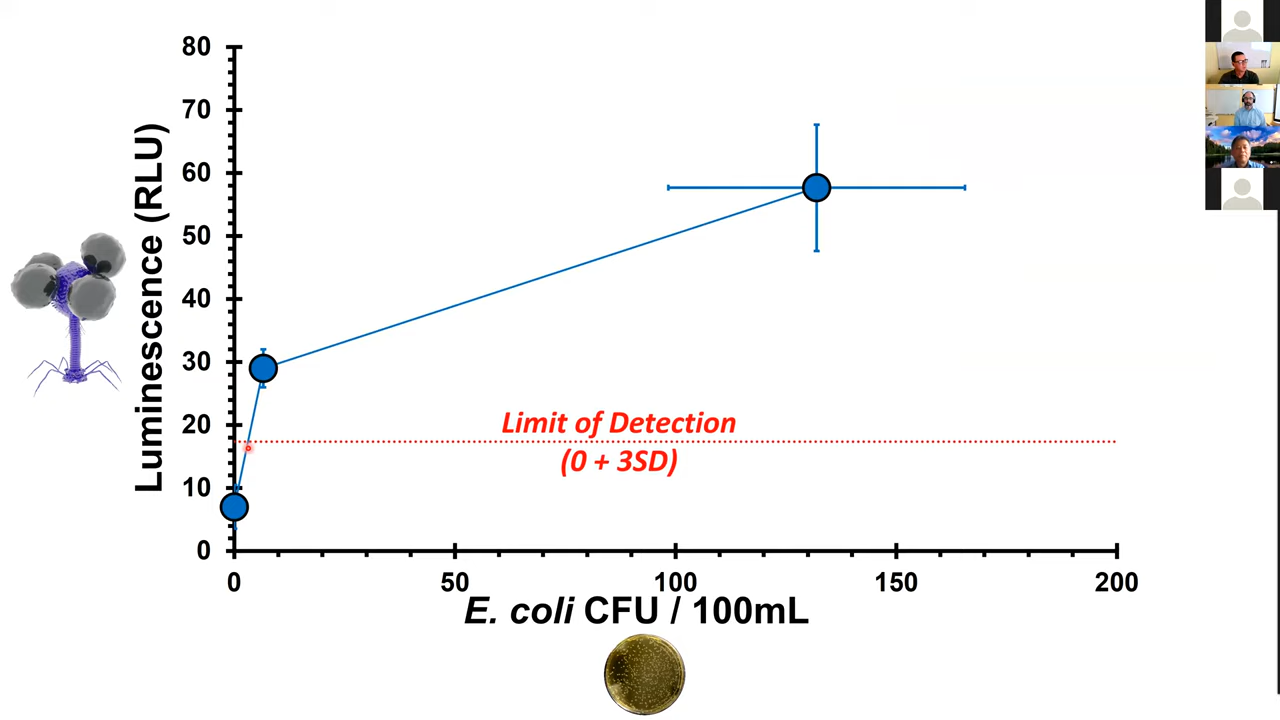 80
70
60
50
40
30
20
10
0
Luminescence (RLU)
Limit of Detection
(0 + 3SD)
0 50 100 150 200
E. coli CFU / 100mL